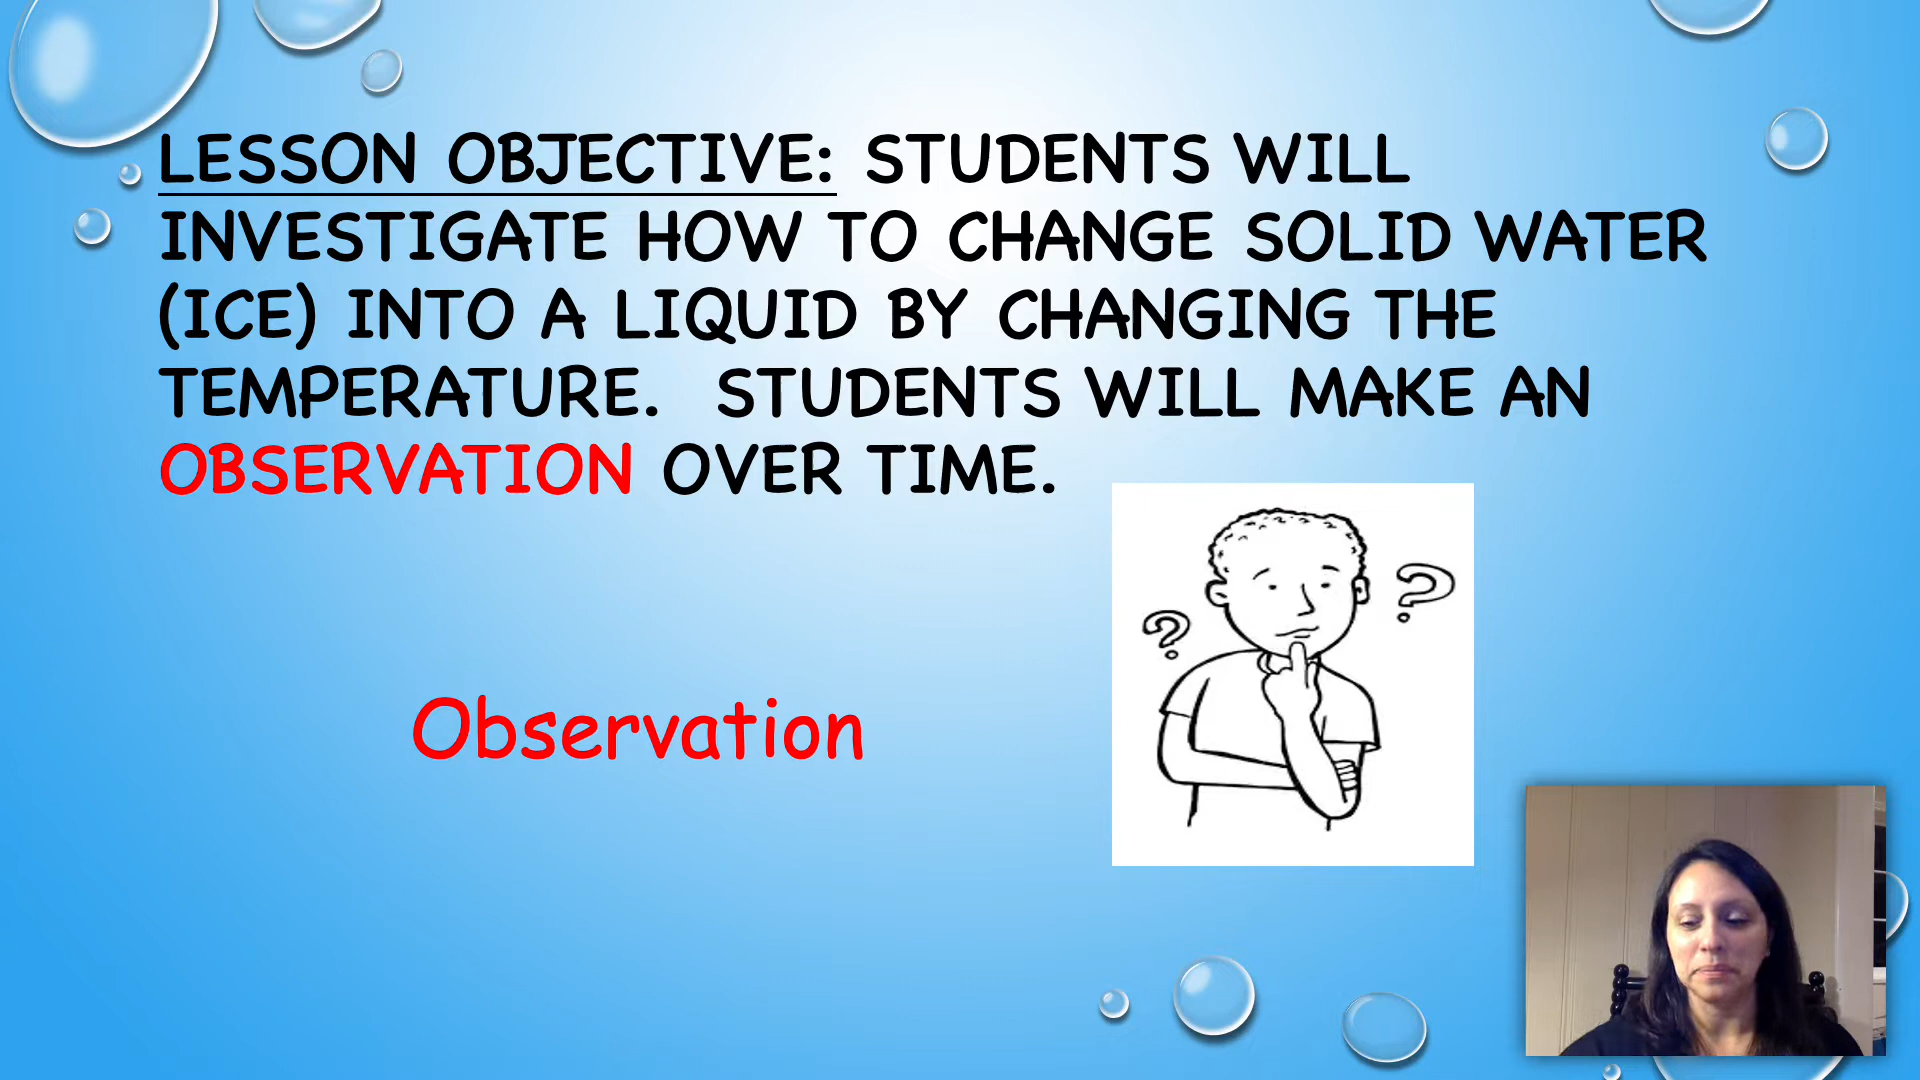 LESSON OBJECTIVE: STUDENTS WILL
INVESTIGATE HOW TO CHANGE SOLID WATER
(ICE) INTO A LIQUID BY CHANGING THE
TEMPERATURE. STUDENTS WILL MAKE AN
OBSERVATION OVER TIME.
? ?
Observation